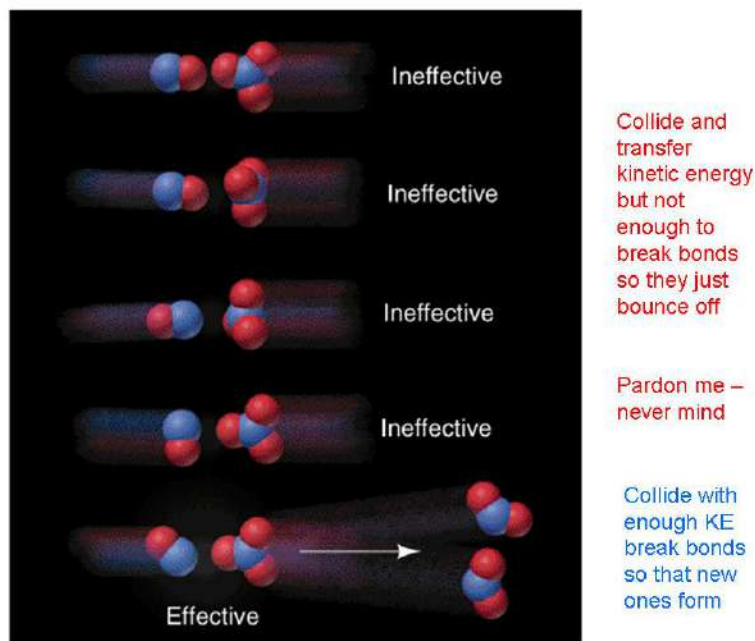 Ineffective
Ineffective
Ineffective
Ineffective
Effective
Collide and
transfer
kinetic energy
but not
enough to
break bonds
so they just
bounce off
Pardon me –
never mind
Collide with
enough KE
break bonds
so that new
ones form